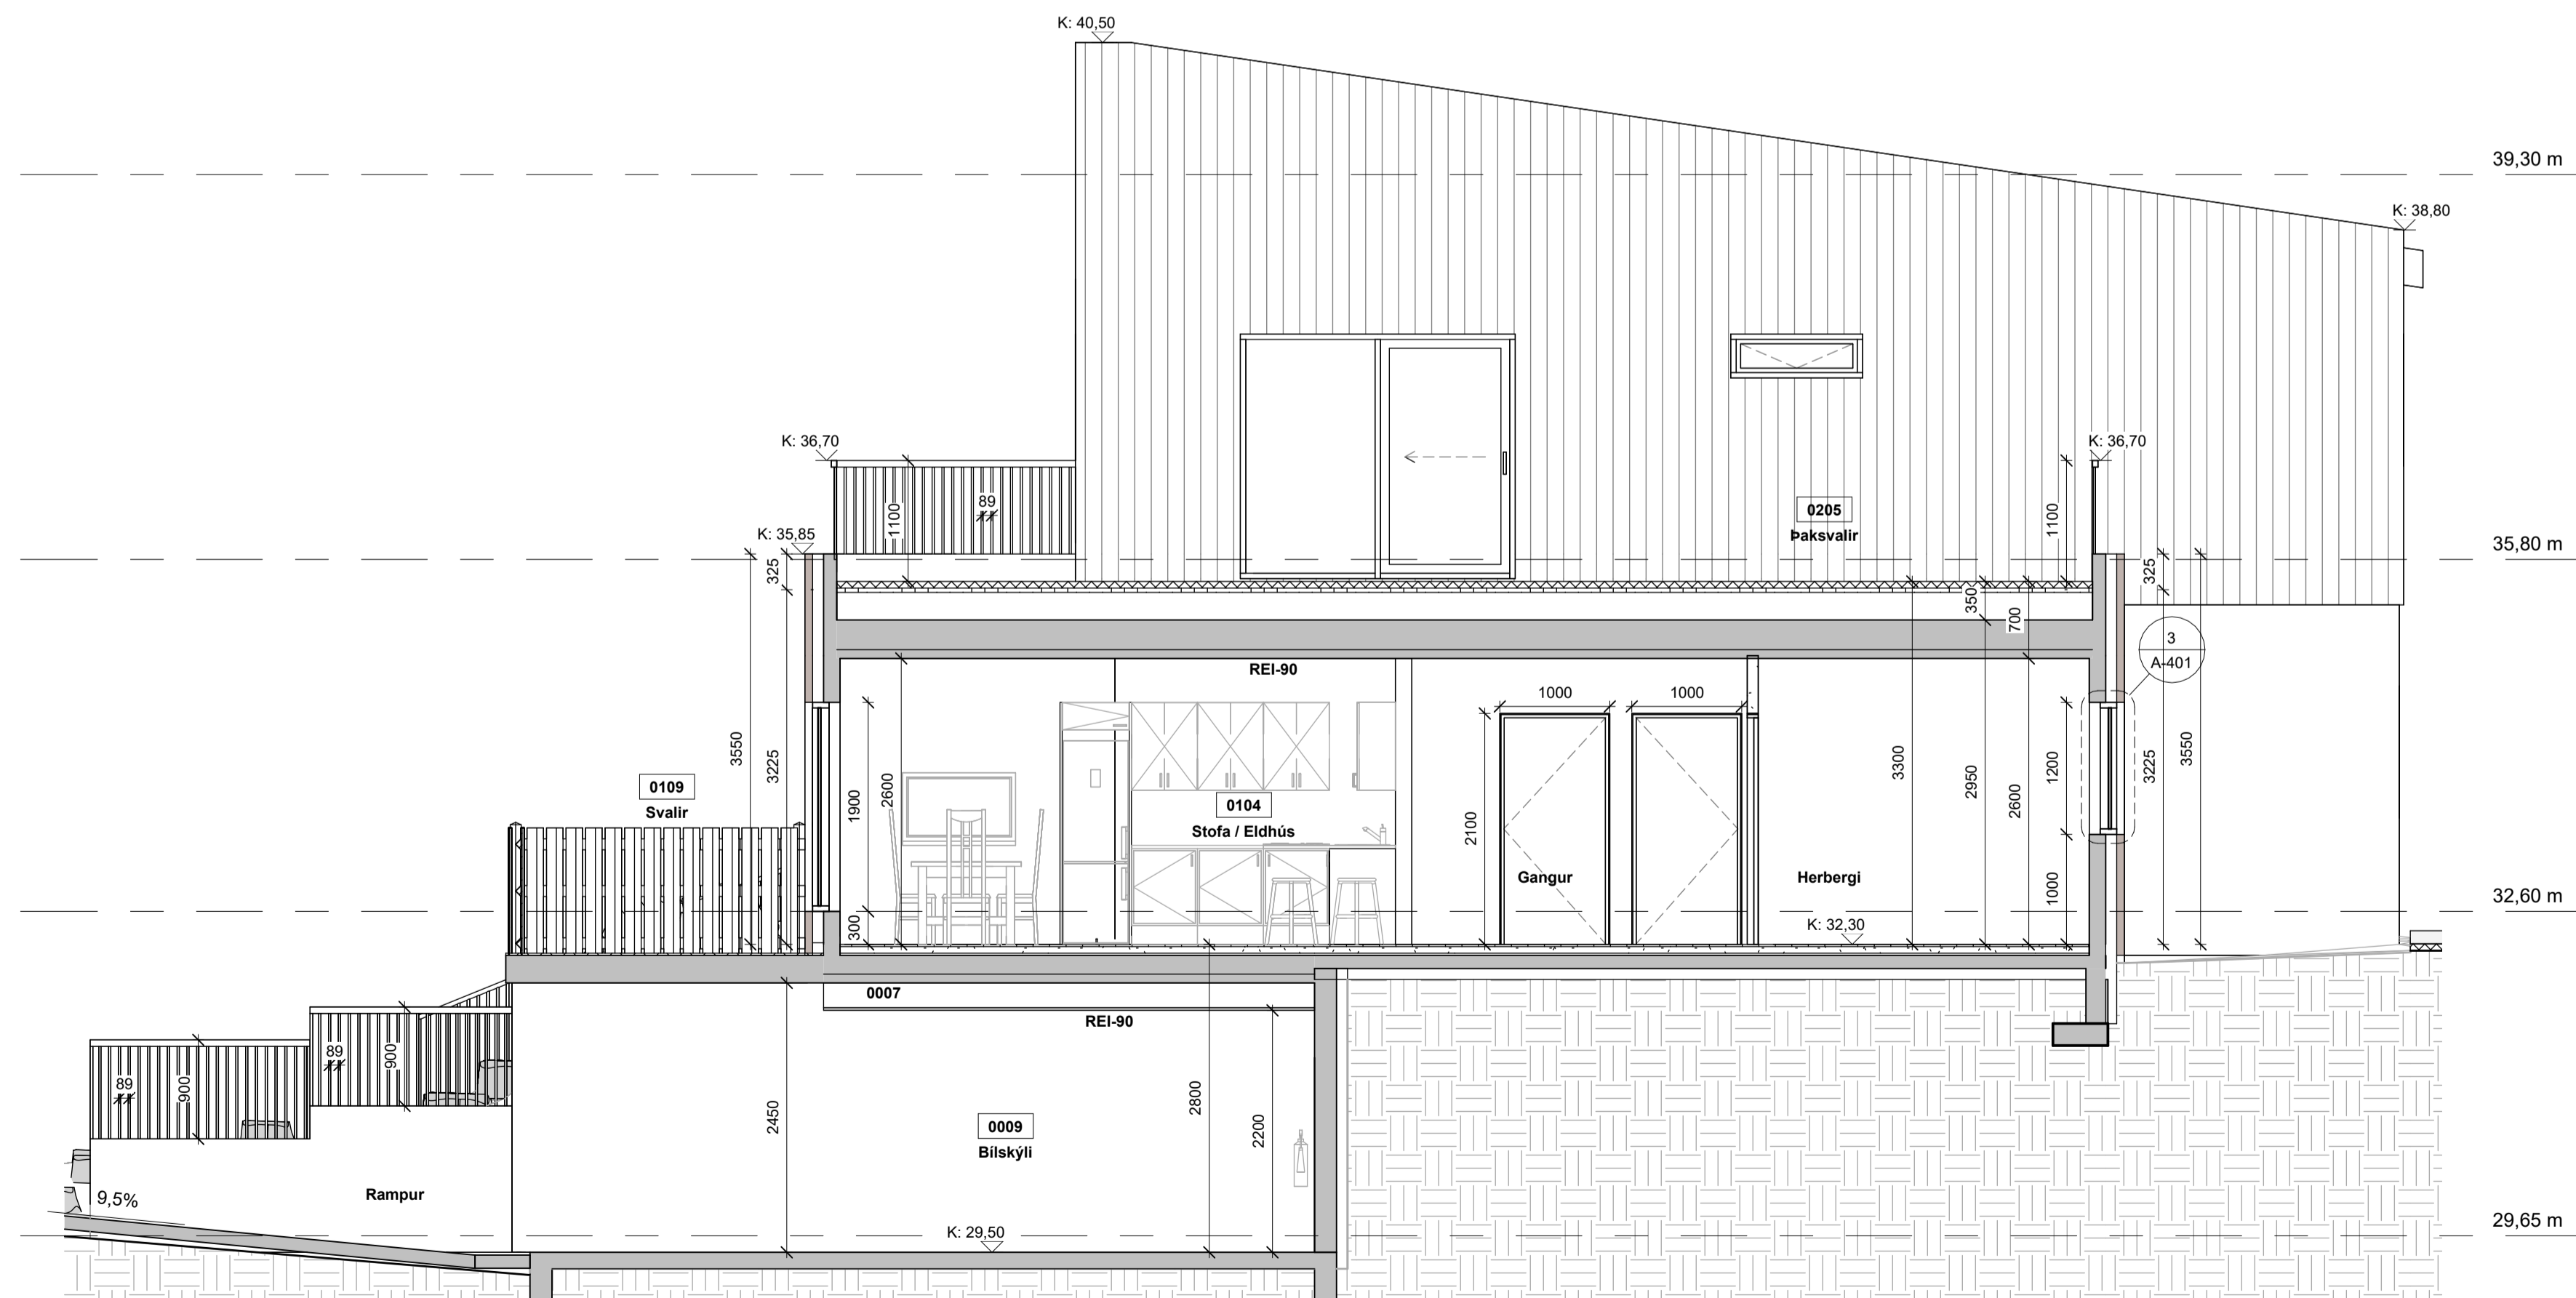 K: 40,50
39,30 m
K: 38,80
K: 36,70
K: 36,70
89
1100
0205
Þaksvalir
1100
K: 35,85
35,80 m
325
325
350
700
3
A-401
REI-90
1000
1000
3550
3225
1900
2600
0109
Svalir
0104
Stofa / Eldhús
2100
3300
2950
2600
1200
3225
3550
Gangur
Herbergi
1000
32,60 m
300
K: 32,30
0007
REI-90
89
900
89
900
2450
2800
2200
0009
Bílskýli
Rampur
9,5%
K: 29,50
29,65 m